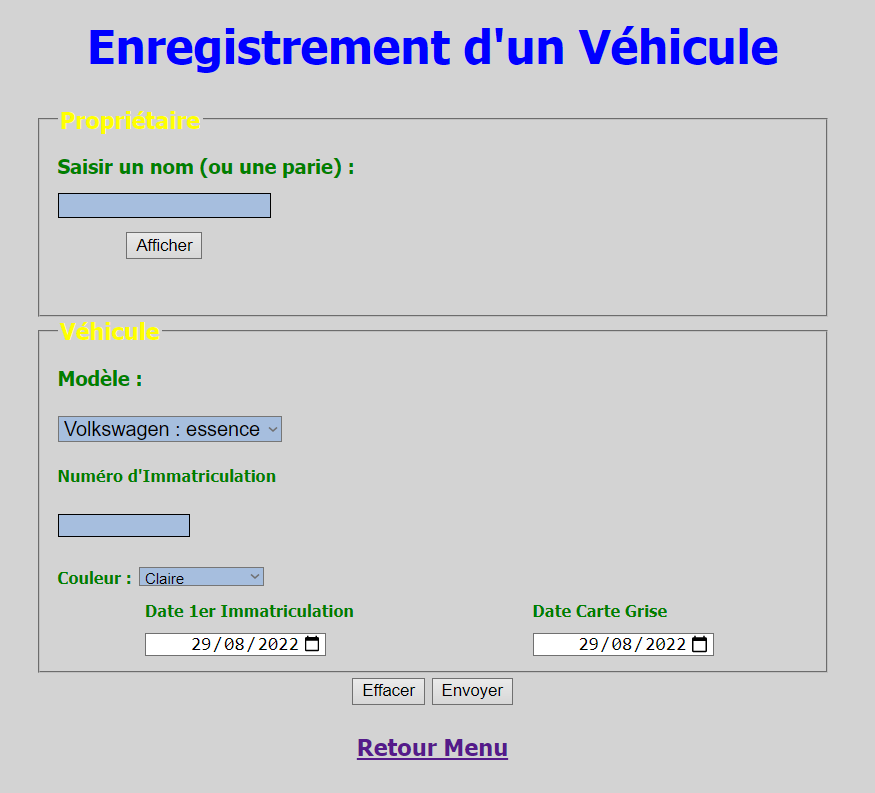 Enregistrement d'un Véhicule
Propriétaire
Saisir un nom (ou une parie) :
Afficher
Véhicule
Modèle :
Volkswagen : essence
Numéro d'Immatriculation
Couleur : Claire
Date 1er Immatriculation Date Carte Grise
29/08/2022 29/08/2022
Effacer Envoyer
Retour Menu